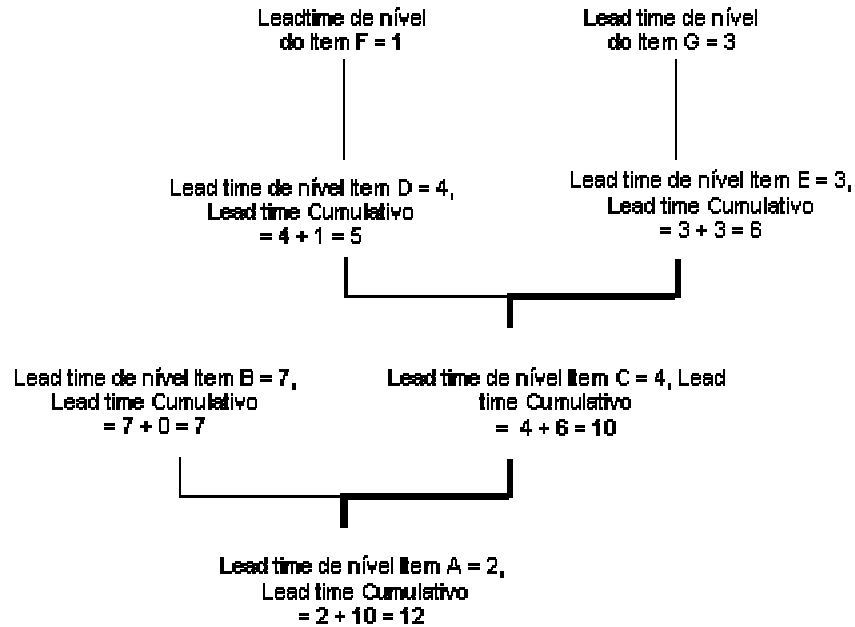 Leadtime de nível
do Item F = 1
Lead time de nível
do Item G = 3
Lead time de nível Item D = 4,
Lead time Cumulativo
= 4 + 1 = 5
Lead time de nível Item E = 3,
Lead time Cumulativo
= 3 + 3 = 6
Lead time de nível Item B = 7,
Lead time Cumulativo
= 7 + 0 = 7
Lead time de nível Item C = 4, Lead
time Cumulativo
= 4 + 6 = 10
Lead time de nível Item A = 2,
Lead time Cumulativo
= 2 + 10 = 12